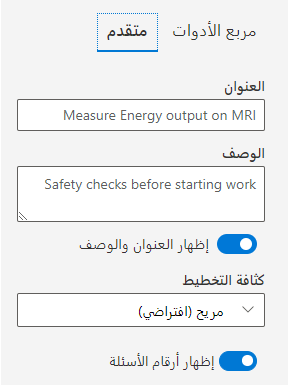 مربع الأدوات متقدم
العنوان
Measure Energy output on MRI
الوصف
Safety checks before starting work
إظهار العنوان والوصف
كثافة التخطيط
مريح (افتراضي)
إظهار أرقام الأسئلة